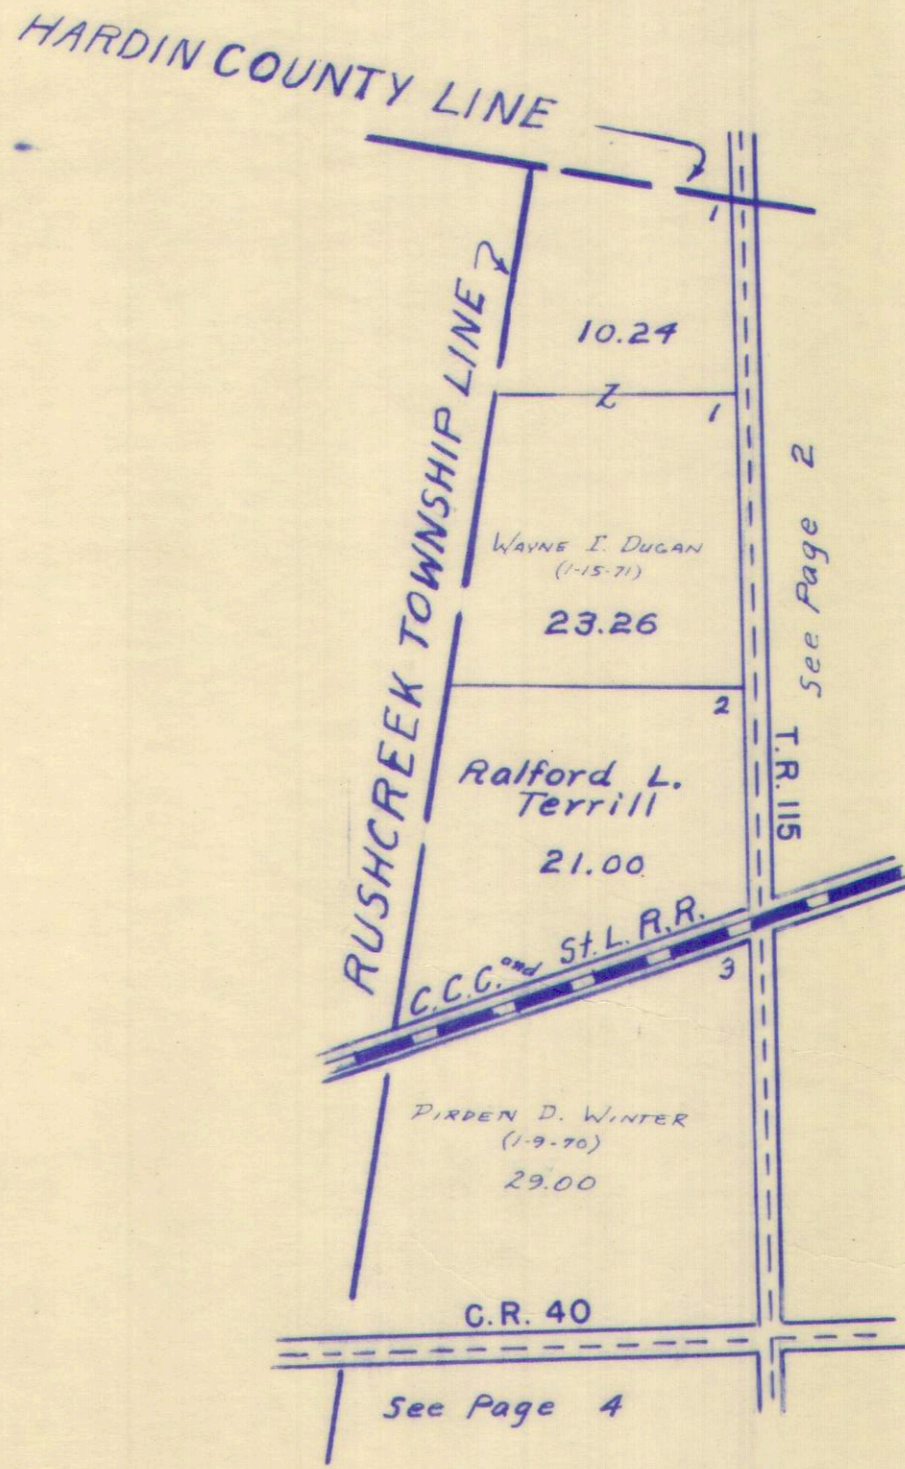 HARDIN COUNTY LINE
1
RUSHCREEK TOWNSHIP LINE
10.24
Z
1
See Page 2
WAYNE I. DUGAN
(1-15-71)
23.26
2
Ralford L.
Terrill
21.00
T.R. 115
C.C.C. and St. L. R.R.
3
PIRDEN D. WINTER
(1-9-70)
29.00
C.R. 40
See Page 4